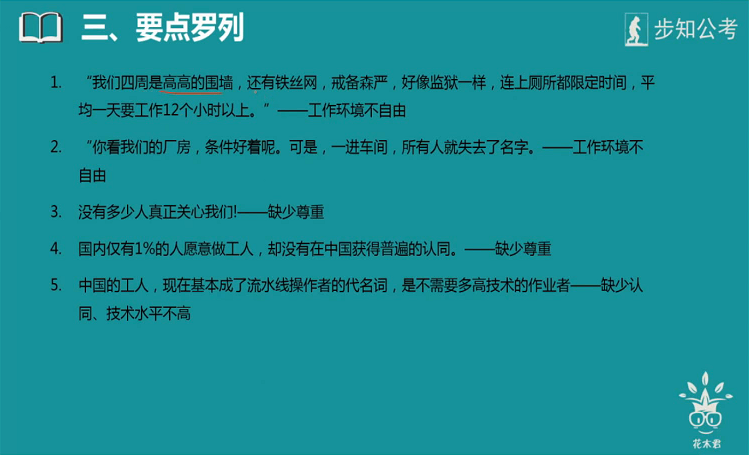 三、要点罗列
步知公考
1. “我们四周是高高的围墙，还有铁丝网，戒备森严，好像监狱一样，连上厕所都限定时间，平
均一天要工作12个小时以上。”——工作环境不自由
2. “你看我们的厂房，条件好着呢。可是，一进车间，所有人就失去了名字。——工作环境不
自由
3. 没有多少人真正关心我们!——缺少尊重
4. 国内仅有1%的人愿意做工人，却没有在中国获得普遍的认同。——缺少尊重
5. 中国的工人，现在基本成了流水线操作者的代名词，是不需要多高技术的作业者——缺少认
同、技术水平不高
花木君